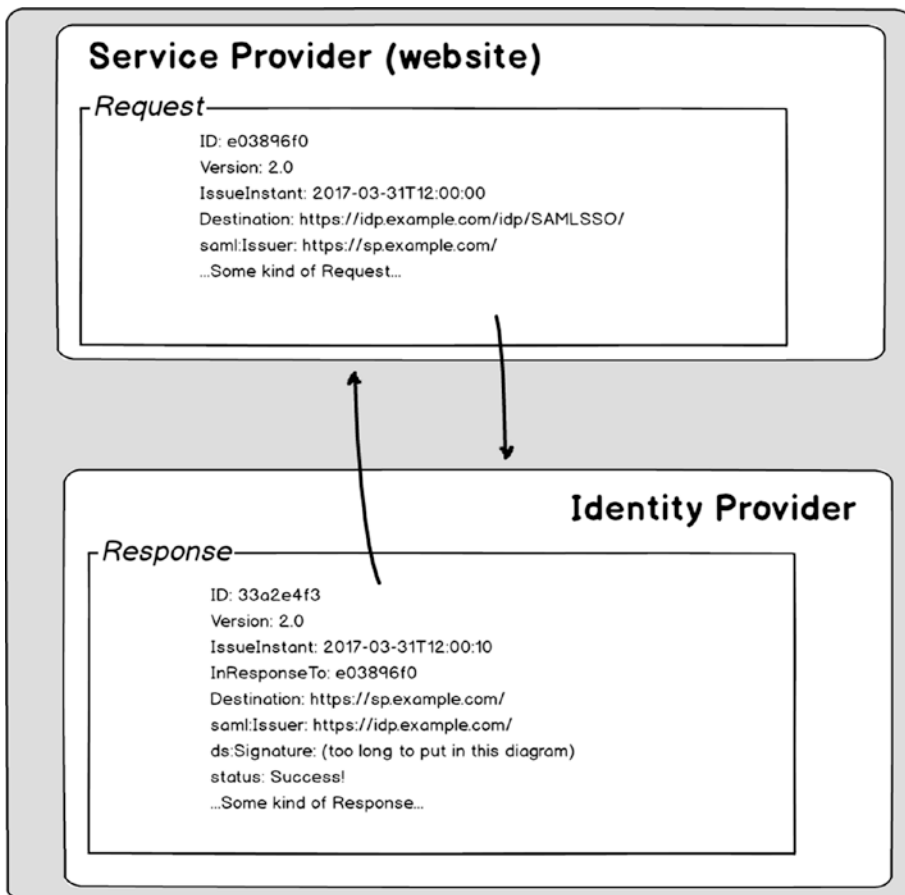 Service Provider (website)
Request
ID: e03896f0
Version: 2.0
IssueInstant: 2017-03-31T12:00:00
Destination: https://idp.example.com/idp/SAMLSSO/
saml:Issuer: https://sp.example.com/
...Some kind of Request...
Identity Provider
Response
ID: 33a2e4f3
Version: 2.0
IssueInstant: 2017-03-31T12:00:10
InResponseTo: e03896f0
Destination: https://sp.example.com/
saml:Issuer: https://idp.example.com/
ds:Signature: (too long to put in this diagram)
status: Success!
...Some kind of Response...